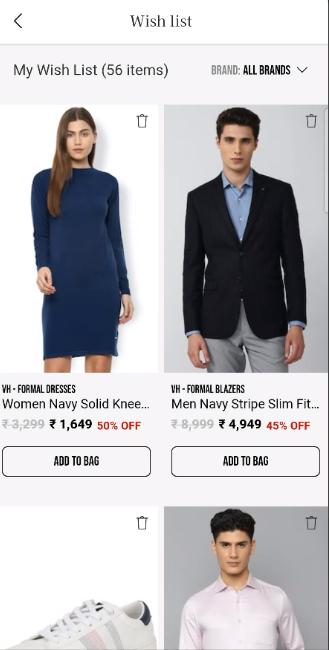 Wish list
My Wish List (56 items)
BRAND: ALL BRANDS
VH - FORMAL DRESSES
Women Navy Solid Knee...
₹ 3,299 ₹ 1,649 50% OFF
ADD TO BAG
VH - FORMAL BLAZERS
Men Navy Stripe Slim Fit...
₹ 8,999 ₹ 4,949 45% OFF
ADD TO BAG